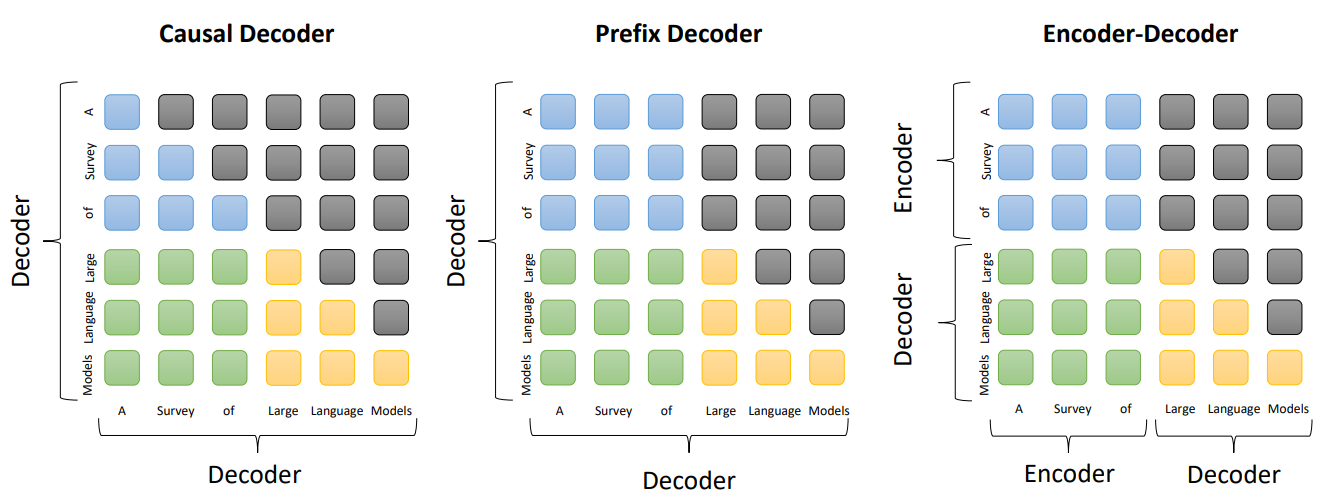 Causal Decoder
Decoder
A
Survey
of
Large
Language
Models
A Survey of Large Language Models
Decoder
Prefix Decoder
Decoder
A
Survey
of
Large
Language
Models
A Survey of Large Language Models
Decoder
Encoder-Decoder
Encoder
Decoder
A
Survey
of
Large
Language
Models
A Survey of Large Language Models
Encoder Decoder